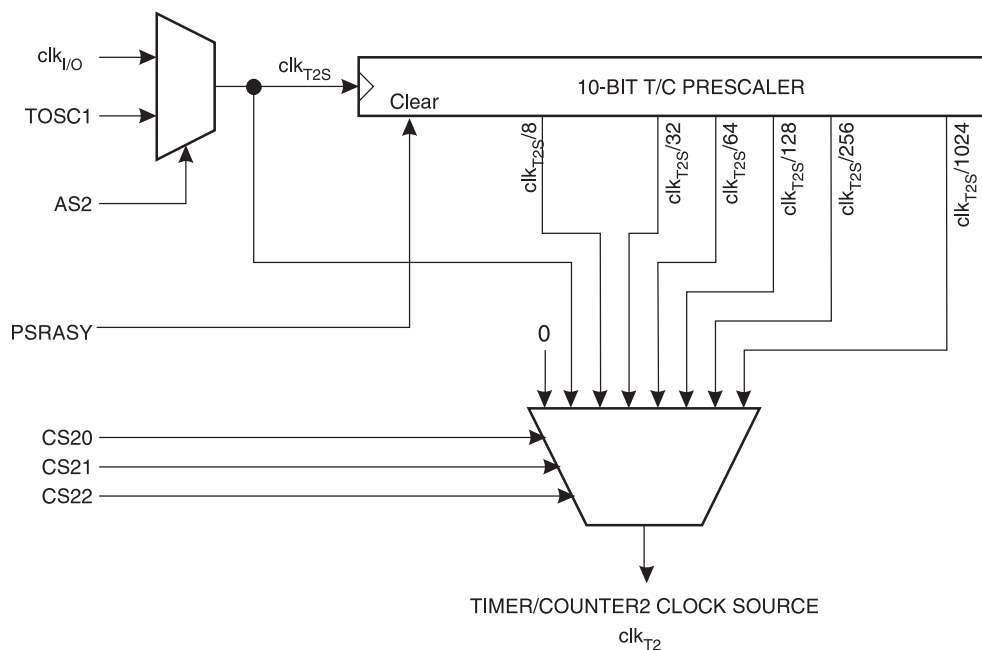 clkI/O
TOSC1
AS2
clkT2S
10-BIT T/C PRESCALER
Clear
clkT2S/8
clkT2S/32
clkT2S/64
clkT2S/128
clkT2S/256
clkT2S/1024
PSRASY
0
CS20
CS21
CS22
TIMER/COUNTER2 CLOCK SOURCE
clkT2